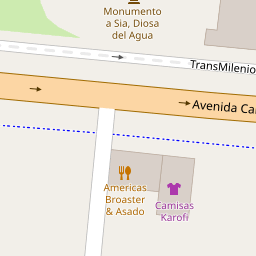 Monumento
a Sia, Diosa
del Agua
TransMilenio
Avenida Ca
Americas
Broaster
& Asado
Camisas
Karofi